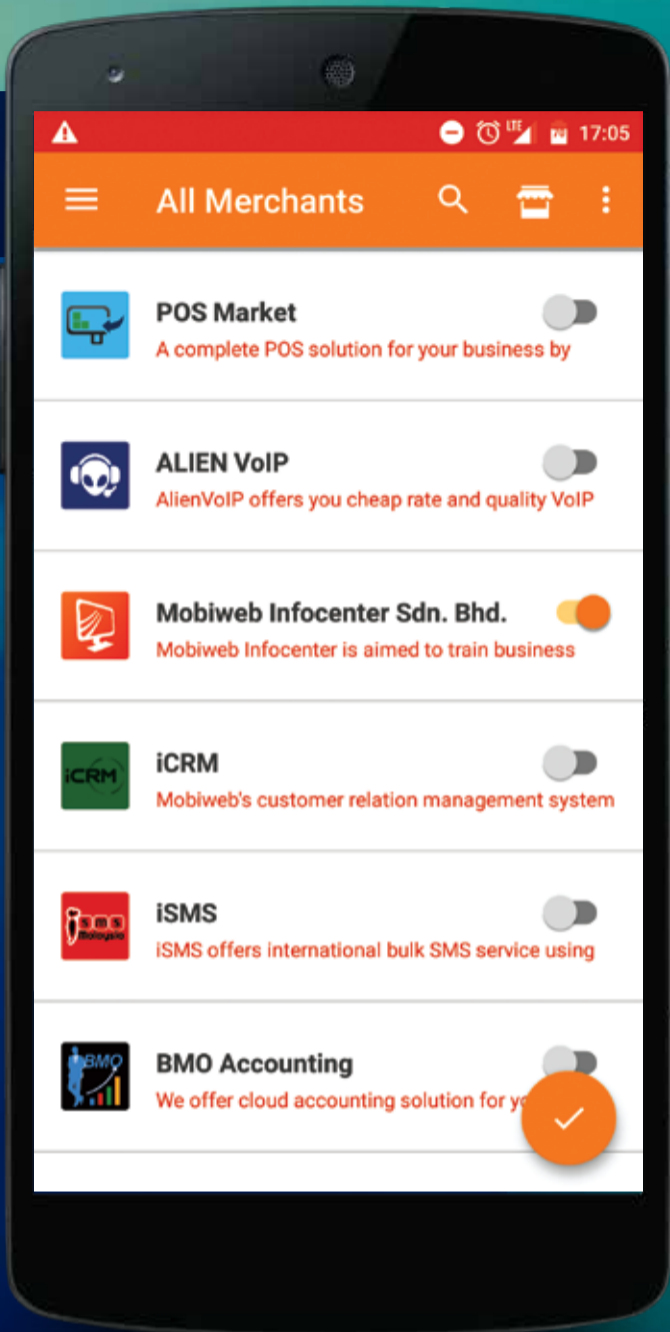 LTE 70 17:05
All Merchants
POS Market
A complete POS solution for your business by
ALIEN VoIP
AlienVoIP offers you cheap rate and quality VoIP
Mobiweb Infocenter Sdn. Bhd.
Mobiweb Infocenter is aimed to train business
iCRM
iCRM
Mobiweb's customer relation management system
isms
Malaysia
iSMS
iSMS offers international bulk SMS service using
BMO
BMO Accounting
We offer cloud accounting solution for yo